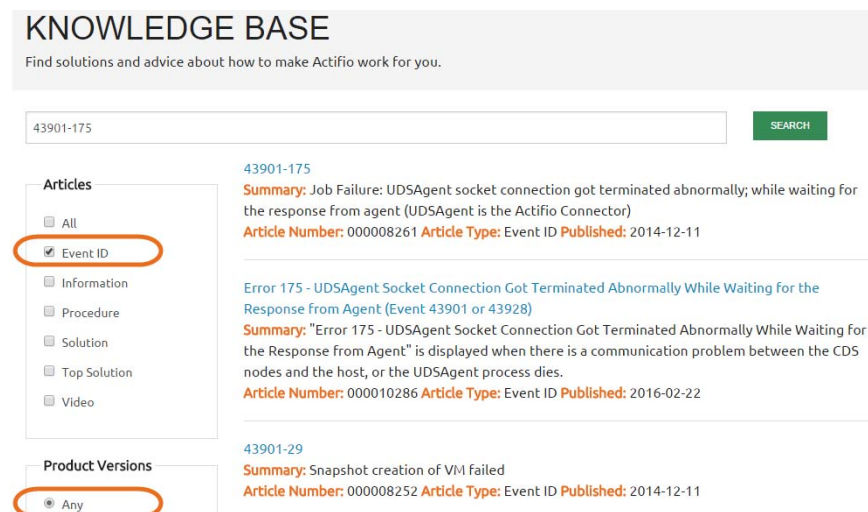 KNOWLEDGE BASE
Find solutions and advice about how to make Actifio work for you.
43901-175
SEARCH
Articles
All
Event ID
Information
Procedure
Solution
Top Solution
Video
Product Versions
Any
43901-175
Summary: Job Failure: UDSAgent socket connection got terminated abnormally; while waiting for
the response from agent (UDSAgent is the Actifio Connector)
Article Number: 000008261 Article Type: Event ID Published: 2014-12-11
Error 175 - UDSAgent Socket Connection Got Terminated Abnormally While Waiting for the
Response from Agent (Event 43901 or 43928)
Summary: "Error 175 - UDSAgent Socket Connection Got Terminated Abnormally While Waiting for
the Response from Agent" is displayed when there is a communication problem between the CDS
nodes and the host, or the UDSAgent process dies.
Article Number: 000010286 Article Type: Event ID Published: 2016-02-22
43901-29
Summary: Snapshot creation of VM failed
Article Number: 000008252 Article Type: Event ID Published: 2014-12-11